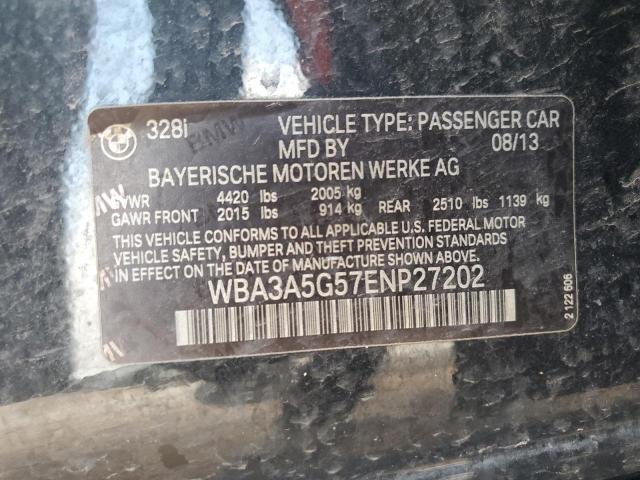 328i VEHICLE TYPE: PASSENGER CAR
MFD BY 08/13
BAYERISCHE MOTOREN WERKE AG
GVWR 4420 lbs 2005 kg
GAWR FRONT 2015 lbs 914 kg REAR 2510 lbs 1139 kg
THIS VEHICLE CONFORMS TO ALL APPLICABLE U.S. FEDERAL MOTOR
VEHICLE SAFETY, BUMPER AND THEFT PREVENTION STANDARDS
IN EFFECT ON THE DATE OF MANUFACTURE SHOWN ABOVE.
WBA3A5G57ENP27202
2 122 606
BMW